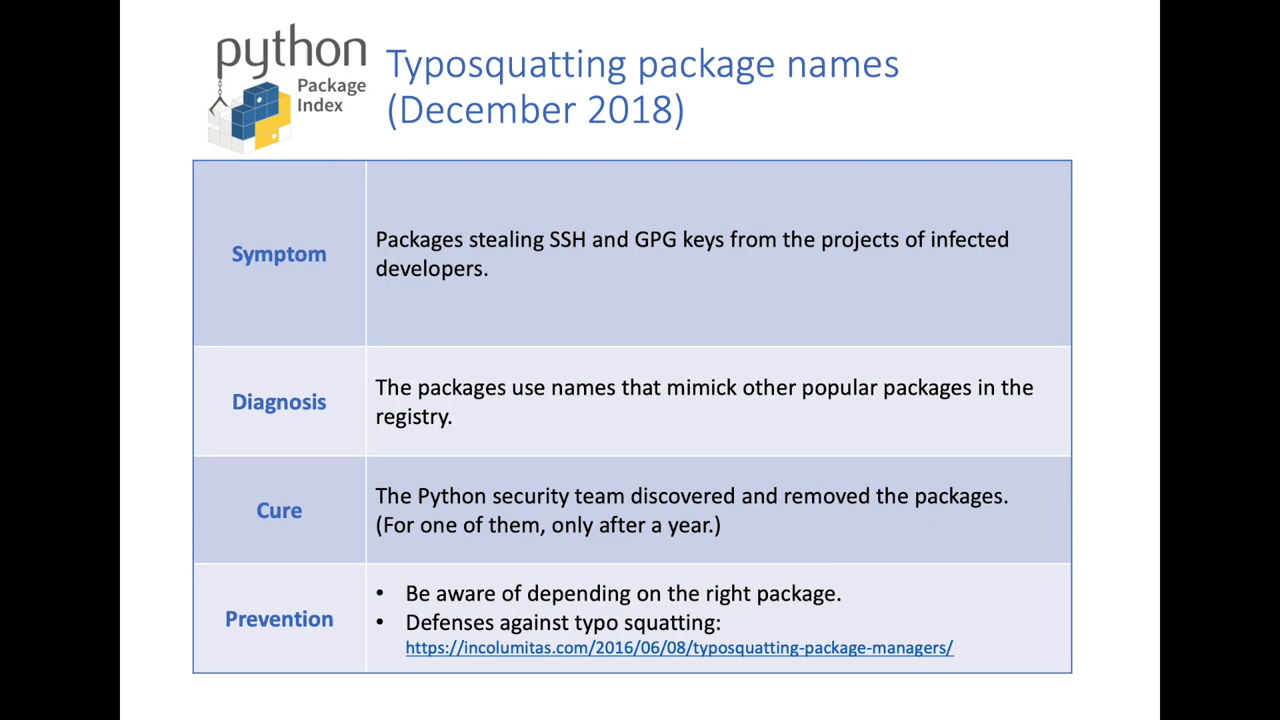 python
Package
Index
Typosquatting package names
(December 2018)
Symptom
Packages stealing SSH and GPG keys from the projects of infected
developers.
Diagnosis
The packages use names that mimick other popular packages in the
registry.
Cure
The Python security team discovered and removed the packages.
(For one of them, only after a year.)
Prevention
• Be aware of depending on the right package.
• Defenses against typo squatting:
https://incolumitas.com/2016/06/08/typosquatting-package-managers/